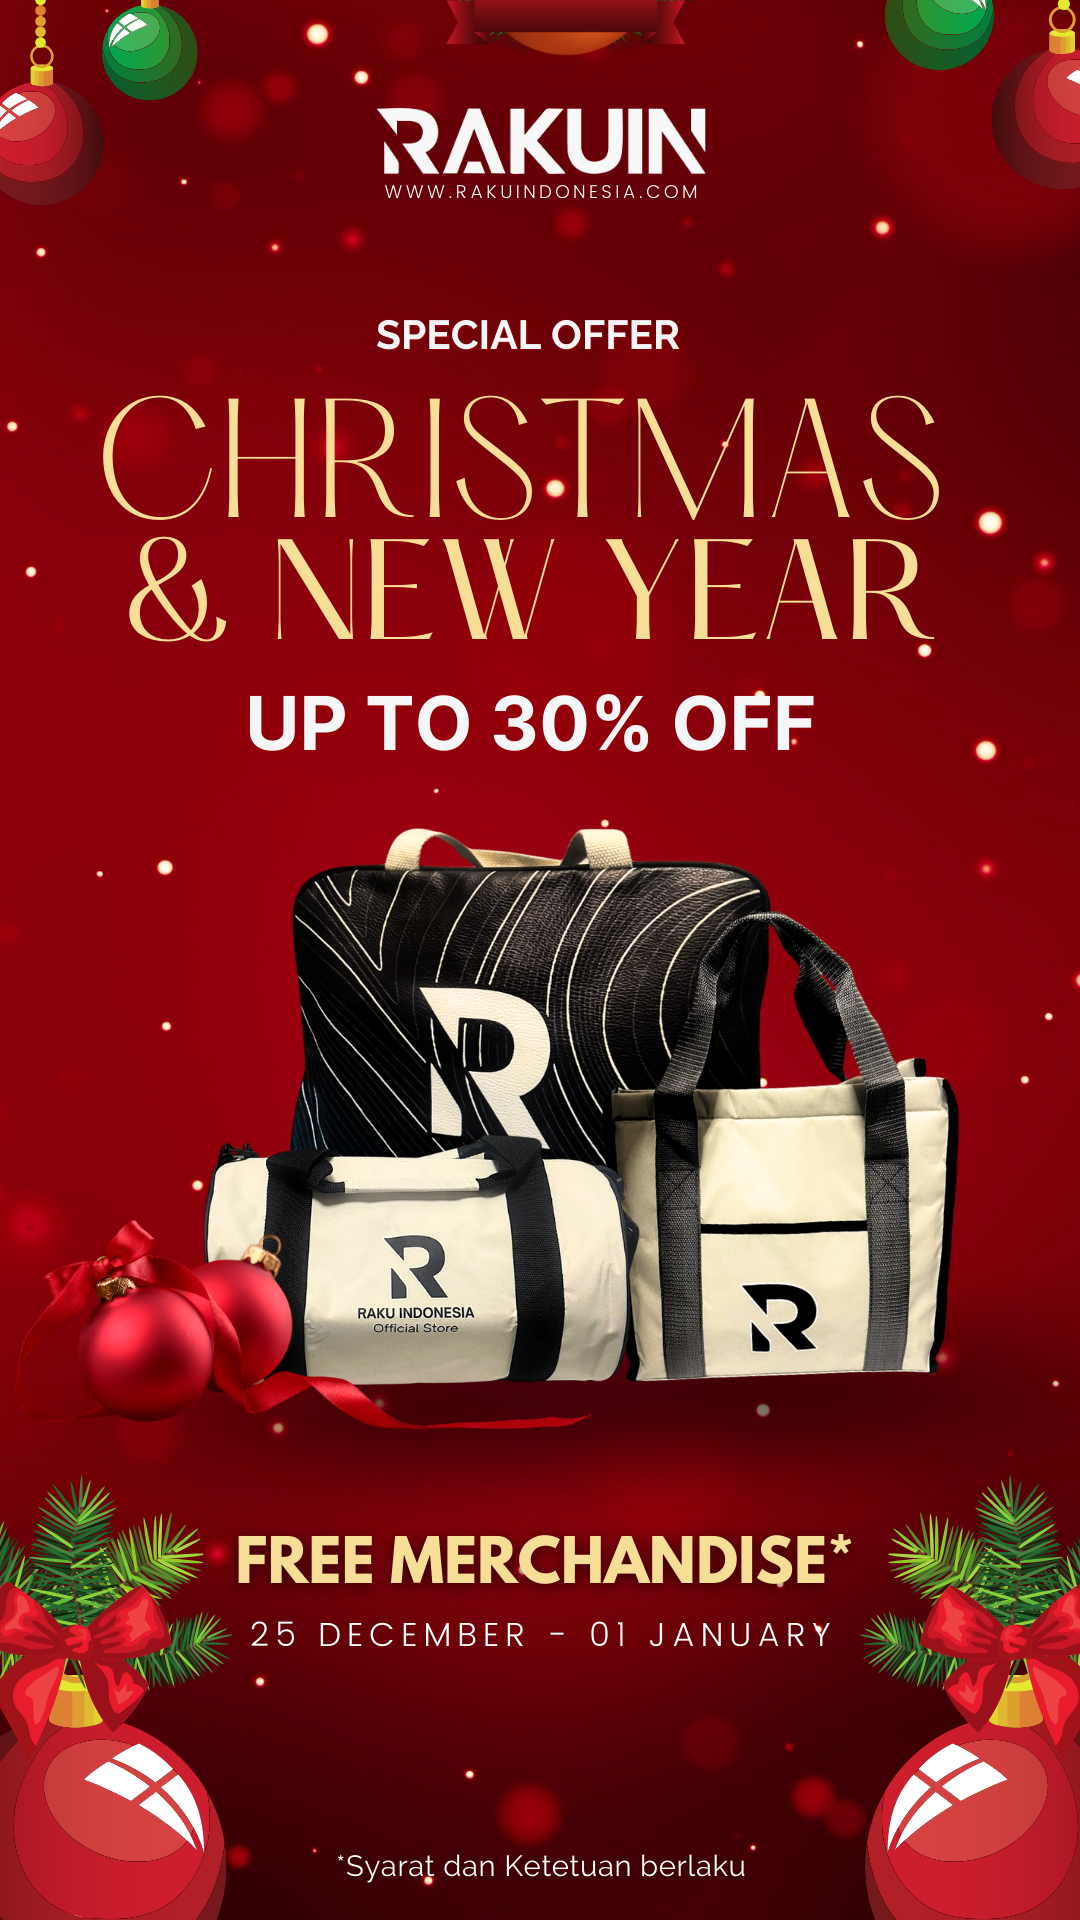 RAKUIN
WWW.RAKUINDONESIA.COM
SPECIAL OFFER
CHRISTMAS
& NEW YEAR
UP TO 30% OFF
R
R
RAKU INDONESIA
Official Store
R
FREE MERCHANDISE*
25 DECEMBER - 01 JANUARY
*Syarat dan Ketetuan berlaku